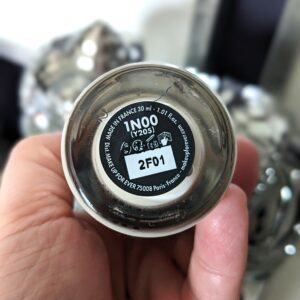 MADE IN FRANCE 30 ml - 1.01 fl.oz.
1N00
(Y205)
2F01
MAKE UP FOR EVER 75008 Paris-France